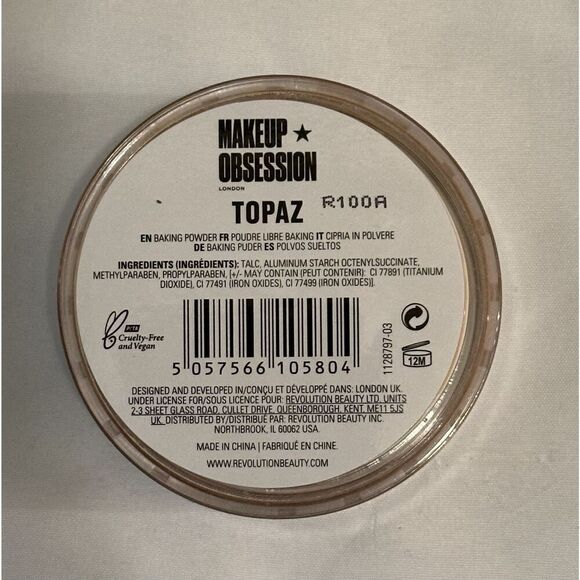 MAKEUP ★
OBSESSION
LONDON
TOPAZ R100A
EN BAKING POWDER FR POUDRE LIBRE BAKING IT CIPRIA IN POLVERE
DE BAKING PUDER ES POLVOS SUELTOS
INGREDIENTS (INGRÉDIENTS): TALC, ALUMINUM STARCH OCTENYLSUCCINATE,
METHYLPARABEN, PROPYLPARABEN, [+/- MAY CONTAIN (PEUT CONTENIR): CI 77891 (TITANIUM
DIOXIDE), CI 77491 (IRON OXIDES), CI 77499 (IRON OXIDES)].
PETA
Cruelty-Free
and Vegan
5 057566 105804
1128797-03
12M
DESIGNED AND DEVELOPED IN/CONÇU ET DÉVELOPPÉ DANS: LONDON UK.
UNDER LICENSE FOR/SOUS LICENCE POUR: REVOLUTION BEAUTY LTD. UNITS
2-3 SHEET GLASS ROAD, CULLET DRIVE, QUEENBOROUGH, KENT. ME11 5JS
UK. DISTRIBUTED BY/DISTRIBUÉ PAR: REVOLUTION BEAUTY INC.
NORTHBROOK, IL 60062 USA.
MADE IN CHINA | FABRIQUÉ EN CHINE.
WWW.REVOLUTIONBEAUTY.COM